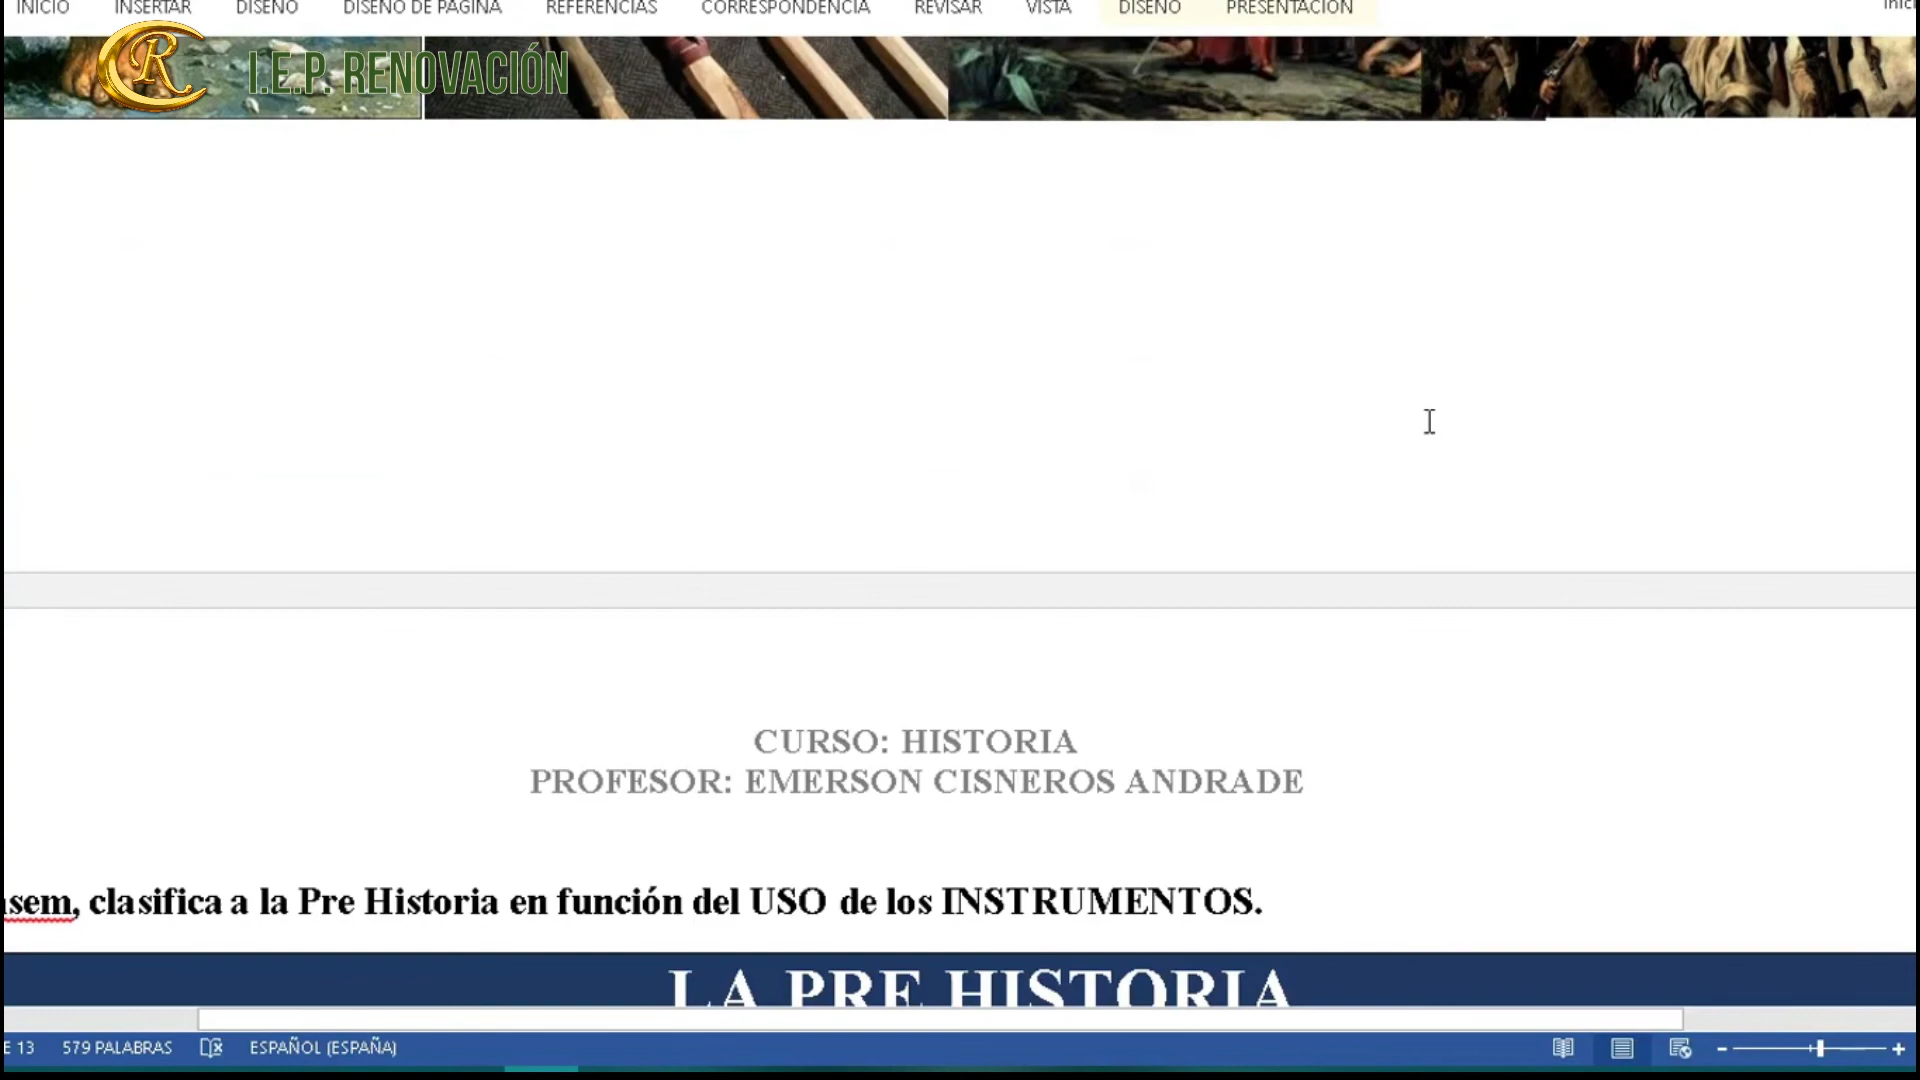 INICIO INSERTAR DISEÑO DISEÑO DE PÁGINA REFERENCIAS CORRESPONDENCIA REVISAR VISTA DISEÑO PRESENTACIÓN
I.E.P. RENOVACIÓN
CURSO: HISTORIA
PROFESOR: EMERSON CISNEROS ANDRADE
clasifica a la Pre Historia en función del USO de los INSTRUMENTOS.
LA PRE HISTORIA
E 13 579 PALABRAS ESPAÑOL (ESPAÑA)